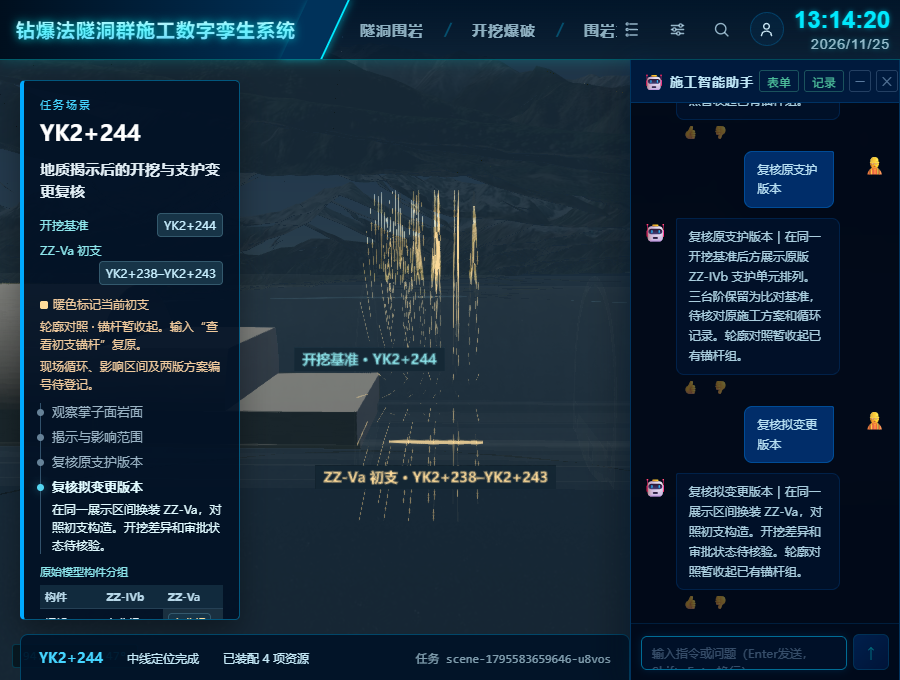 钻爆法隧洞群施工数字孪生系统
隧洞围岩 / 开挖爆破 / 围岩
13:14:20
2026/11/25
任务场景
YK2+244
地质揭示后的开挖与支护变
更复核
开挖基准 YK2+244
ZZ-Va 初支
YK2+238–YK2+243
暖色标记当前初支
轮廓对照 · 锚杆暂收起。输入“查
看初支锚杆”复原。
现场循环、影响区间及两版方案编
号待登记。
观察掌子面岩面
揭示与影响范围
复核原支护版本
复核拟变更版本
在同一展示区间换装 ZZ-Va，对
照初支构造。开挖差异和审批状
态待核验。
原始模型构件分组
构件 ZZ-IVb ZZ-Va
开挖基准 • YK2+244
ZZ-Va 初支 • YK2+238–YK2+243
YK2+244 中线定位完成 已装配 4 项资源 任务 scene-1795583659646-u8vos
施工智能助手 表单 记录
照暂收起已有锚杆组。
复核原支护
版本
复核原支护版本 | 在同一
开挖基准后方展示原版
ZZ-IVb 支护单元排列。
三台阶保留为比对基准，
待核对原施工方案和循环
记录。轮廓对照暂收起已
有锚杆组。
复核拟变更
版本
复核拟变更版本 | 在同一
展示区间换装 ZZ-Va，对
照初支构造。开挖差异和
审批状态待核验。轮廓对
照暂收起已有锚杆组。
输入指令或问题（Enter发送，
↑